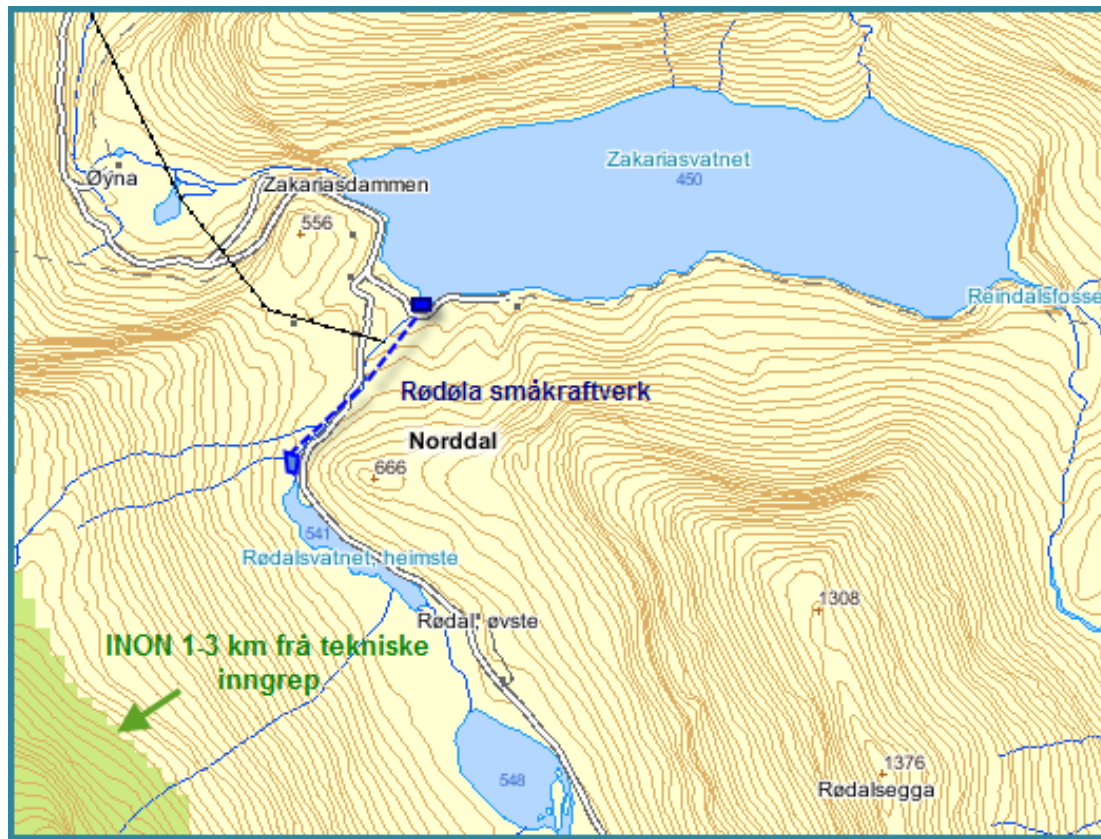 Zakariasvatnet
450
Øyna
Zakariasdammen
556
Reindalsfosse
Rødøla småkraftverk
Norddal
666
541
Rødalsvatnet, heimste
1308
Rødal, øvste
INON 1-3 km frå tekniske
inngrep
548
1376
Rødalsegga